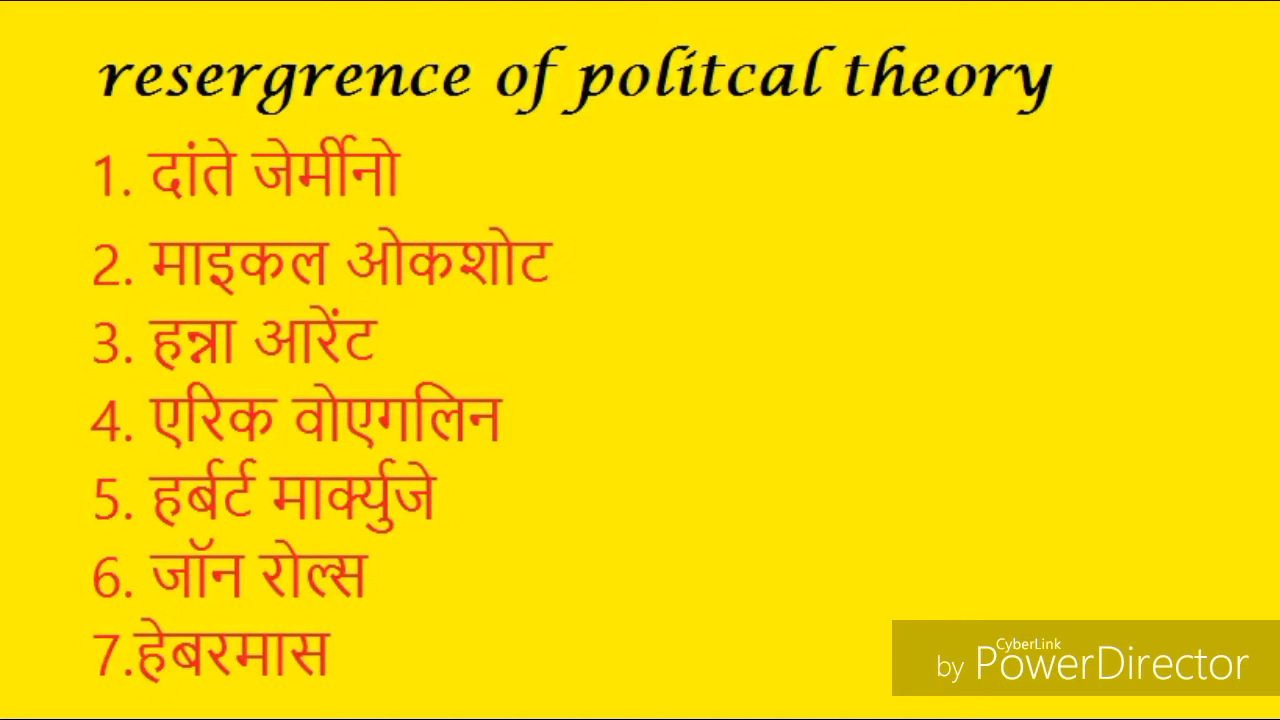 resergrence of politcal theory
1. दांते जेर्मीनो
2. माइकल ओकशोट
3. हन्ना आरेंट
4. एरिक वोएगलिन
5. हर्बर्ट मार्क्युजे
6. जॉन रोल्स
7.हेबरमास
CyberLink
by PowerDirector